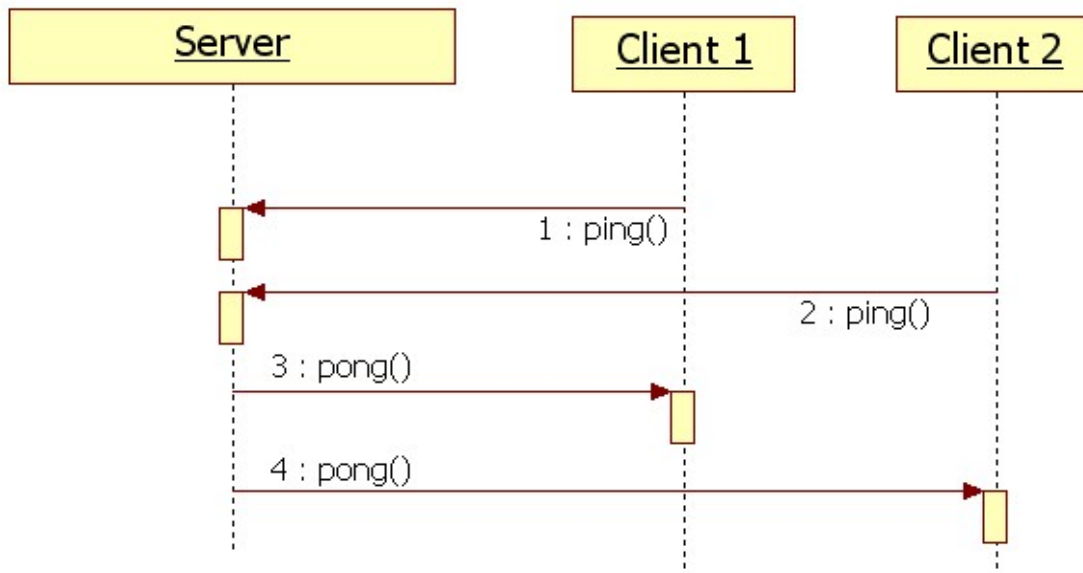 Server
Client 1
Client 2
1 : ping()
2 : ping()
3 : pong()
4 : pong()